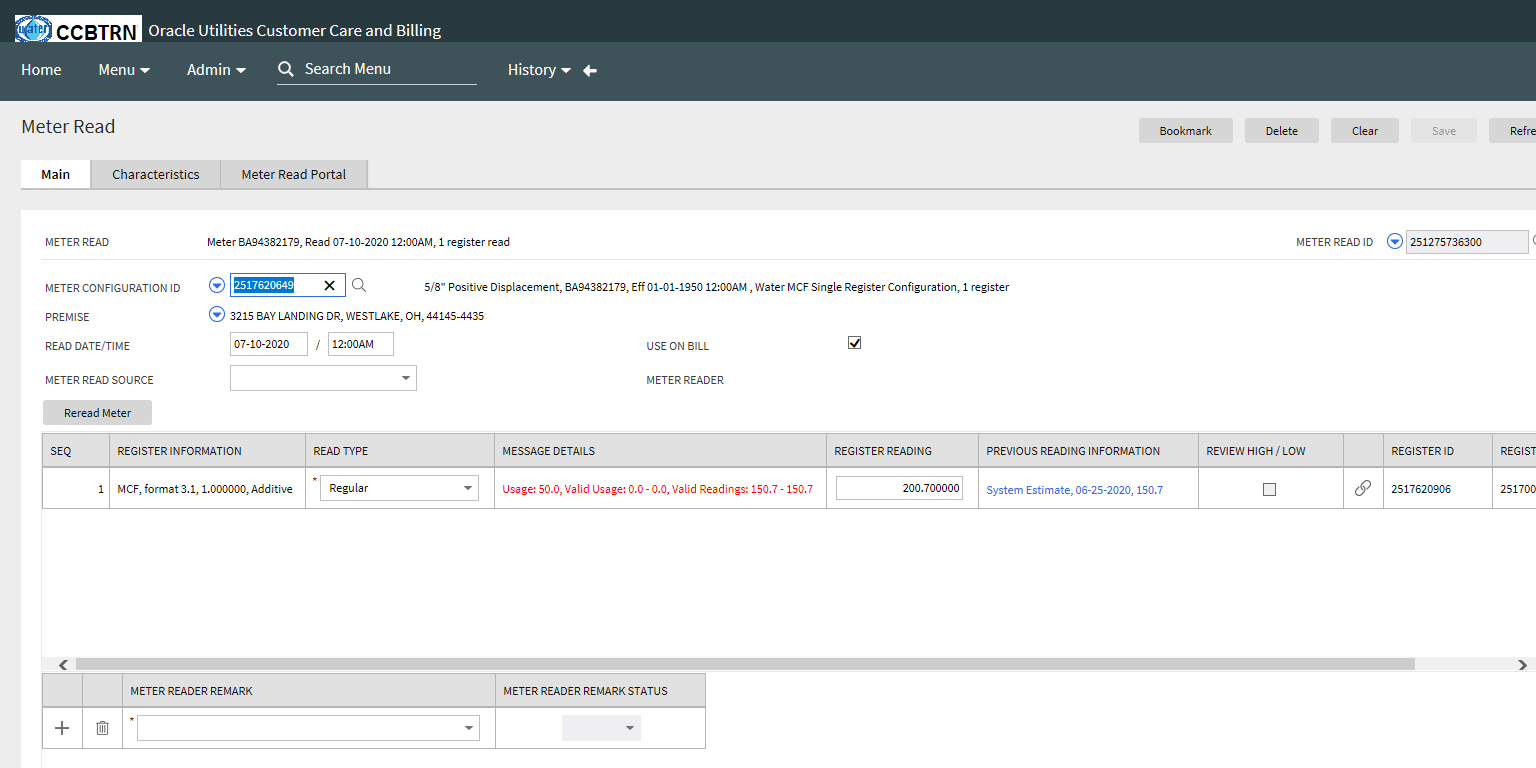 water CCBTRN Oracle Utilities Customer Care and Billing
Home Menu Admin Search Menu History
Meter Read
Bookmark Delete Clear Save Refre
Main Characteristics Meter Read Portal
METER READ Meter BA94382179, Read 07-10-2020 12:00AM, 1 register read METER READ ID 251275736300
METER CONFIGURATION ID 2517620649 5/8" Positive Displacement, BA94382179, Eff 01-01-1950 12:00AM , Water MCF Single Register Configuration, 1 register
PREMISE 3215 BAY LANDING DR, WESTLAKE, OH, 44145-4435
READ DATE/TIME 07-10-2020 / 12:00AM USE ON BILL
METER READ SOURCE METER READER
Reread Meter
SEQ REGISTER INFORMATION READ TYPE MESSAGE DETAILS REGISTER READING PREVIOUS READING INFORMATION REVIEW HIGH / LOW REGISTER ID REGIST
1 MCF, format 3.1, 1.000000, Additive * Regular Usage: 50.0, Valid Usage: 0.0 - 0.0, Valid Readings: 150.7 - 150.7 200.700000 System Estimate, 06-25-2020, 150.7 2517620906 251700
METER READER REMARK METER READER REMARK STATUS
*